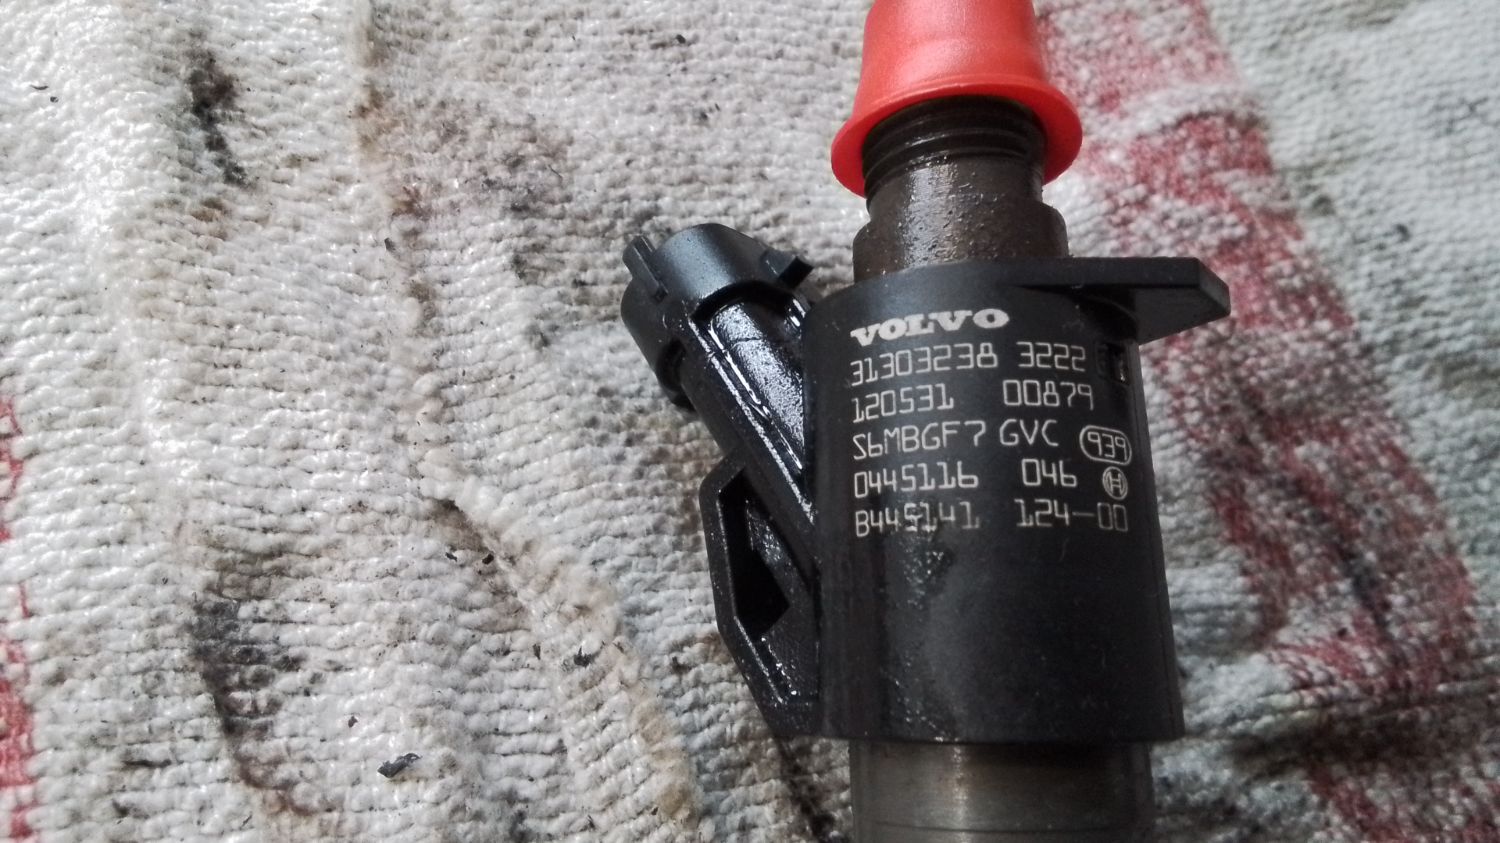 VOLVO
31303238 3222
120531 00879
S6MBGF7 GVC 939
0445116 046 H
B445141 124-00